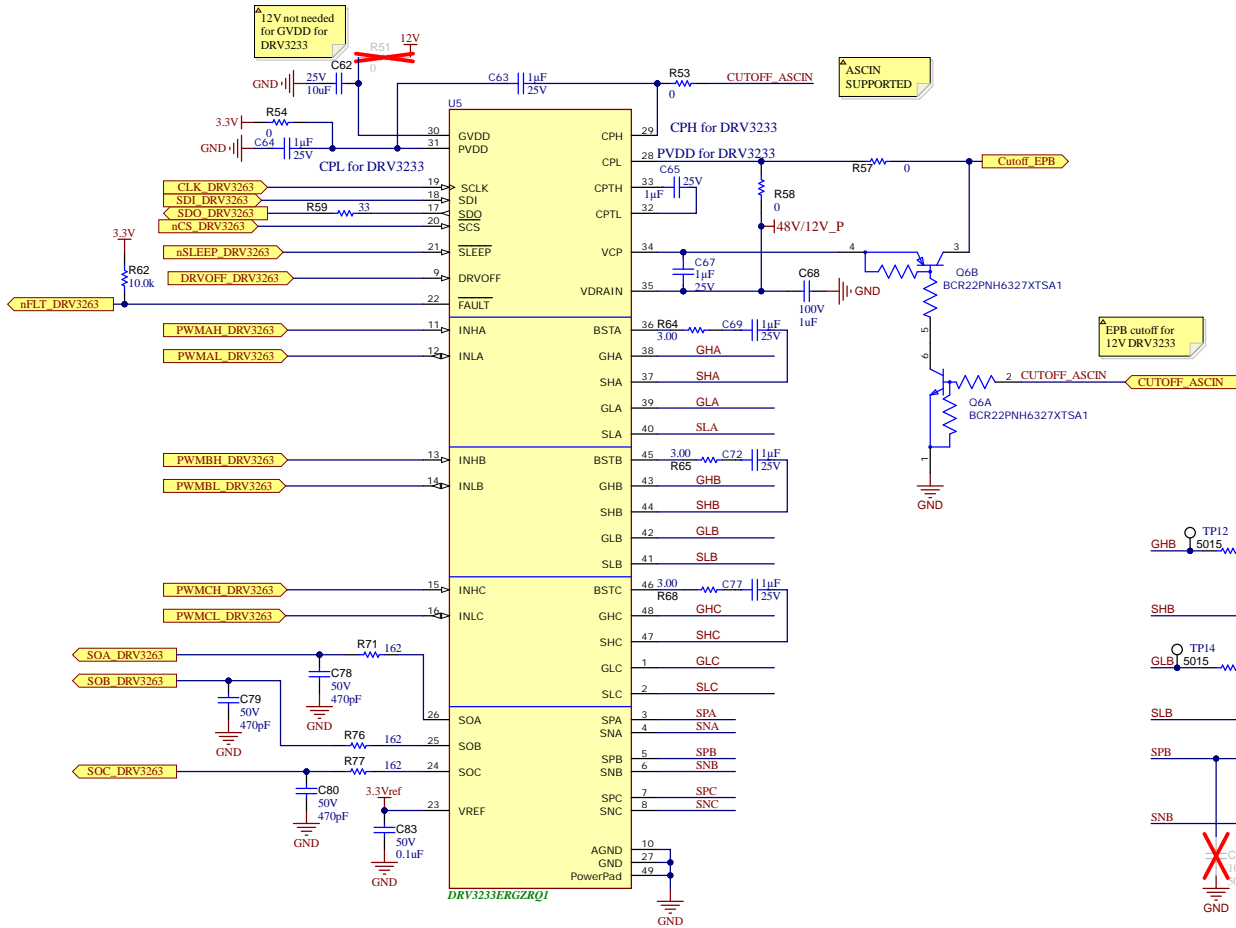 12V not needed
for GVDD for
DRV3233
R51
0
12V
C62
25V
10uF
GND
C63
1µF
25V
R53
0
CUTOFF_ASCIN
ASCIN
SUPPORTED
U5
3.3V
R54
0
GND
C64
1µF
25V
30
GVDD
31
PVDD
CPH
29
CPH for DRV3233
CPL for DRV3233
CPL
28
PVDD for DRV3233
R57
0
Cutoff_EPB
CPTH
33
C65
25V
1µF
CPTL
32
R58
0
48V/12V_P
CLK_DRV3263
19
SCLK
SDI_DRV3263
18
SDI
SDO_DRV3263
R59
33
17
SDO
nCS_DRV3263
20
SCS
nSLEEP_DRV3263
21
SLEEP
VCP
34
C67
1µF
25V
4
3
Q6B
BCR22PNH6327XTSA1
3.3V
R62
10.0k
DRVOFF_DRV3263
9
DRVOFF
VDRAIN
35
C68
100V
1uF
GND
nFLT_DRV3263
22
FAULT
5
6
EPB cutoff for
12V DRV3233
PWMAH_DRV3263
11
INHA
BSTA
36
R64
3.00
C69
1µF
25V
PWMAL_DRV3263
12
INLA
GHA
38
GHA
SHA
37
SHA
2
CUTOFF_ASCIN
CUTOFF_ASCIN
Q6A
BCR22PNH6327XTSA1
GLA
39
GLA
SLA
40
SLA
1
GND
PWMBH_DRV3263
13
INHB
BSTB
45
3.00
R65
C72
1µF
25V
PWMBL_DRV3263
14
INLB
GHB
43
GHB
SHB
44
SHB
GLB
42
GLB
SLB
41
SLB
TP12
GHB
5015
PWMCH_DRV3263
15
INHC
BSTC
46
3.00
R68
C77
1µF
25V
PWMCL_DRV3263
16
INLC
GHC
48
GHC
SHC
47
SHC
SHB
SOA_DRV3263
R71
162
C78
50V
470pF
GND
GLC
1
GLC
SLC
2
SLC
TP14
GLB
5015
SLB
SOB_DRV3263
C79
50V
470pF
GND
26
SOA
SPA
3
SPA
SNA
4
SNA
R76
162
25
SOB
SPB
5
SPB
SNB
6
SNB
SPB
SOC_DRV3263
R77
162
24
SOC
C80
50V
470pF
GND
SPC
7
SPC
SNC
8
SNC
SNB
3.3Vref
23
VREF
C83
50V
0.1uF
GND
AGND
10
GND
27
PowerPad
49
GND
GND
DRV3233ERGZRQ1